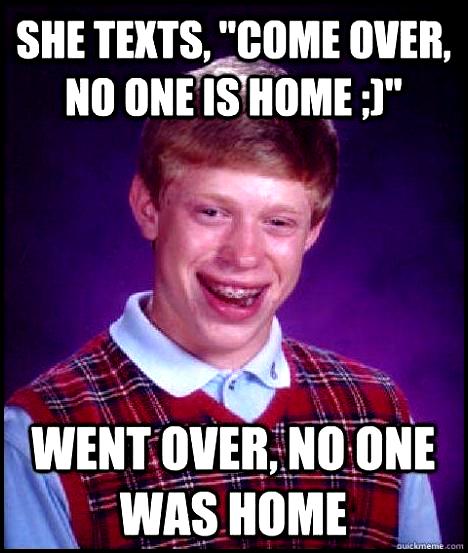 SHE TEXTS, "COME OVER,
NO ONE IS HOME ;)"
WENT OVER, NO ONE
WAS HOME
quickmeme.com